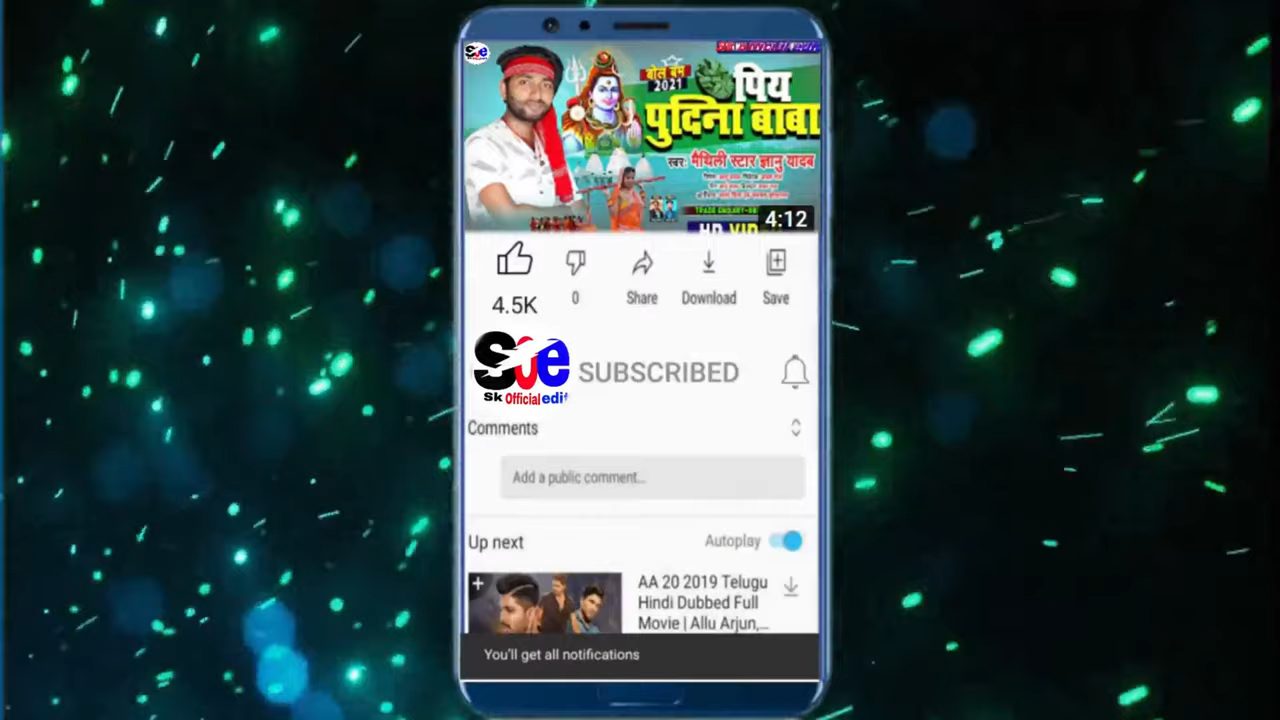 Soe
बोल बम
2021
पिय
पुदिना बाबा
स्वरः मैथिली स्टार ज्ञानु यादव
4:12
4.5K
0
Share
Download
Save
Soe
Sk Official edit
SUBSCRIBED
Comments
Add a public comment...
Up next
Autoplay
AA 20 2019 Telugu
Hindi Dubbed Full
Movie | Allu Arjun,...
You'll get all notifications